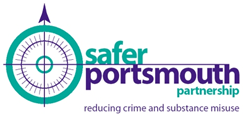 safer
portsmouth
partnership
reducing crime and substance misuse